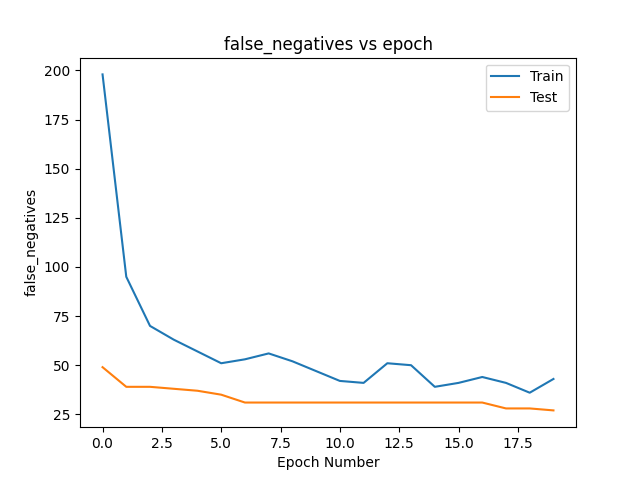 false_negatives vs epoch
Train
Test
200
175
150
125
100
75
50
25
false_negatives
0.0 2.5 5.0 7.5 10.0 12.5 15.0 17.5
Epoch Number